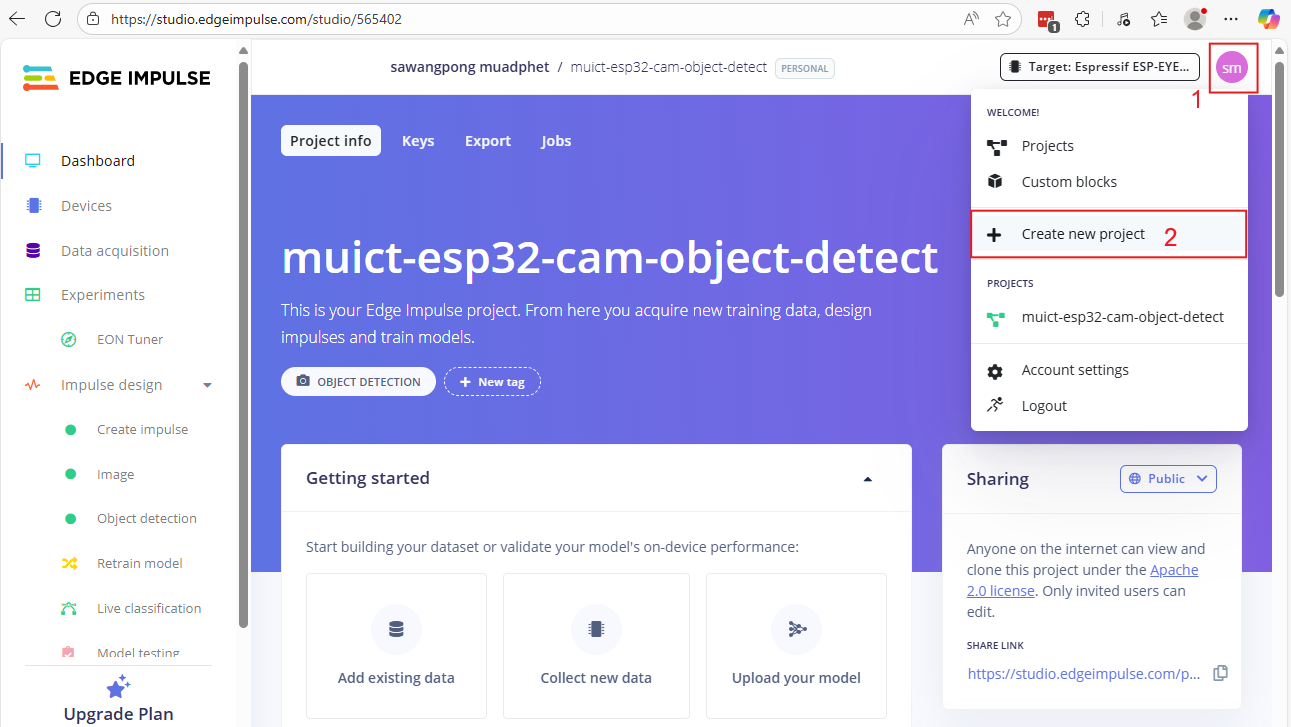 https://studio.edgeimpulse.com/studio/565402
1
EDGE IMPULSE
Dashboard
Devices
Data acquisition
Experiments
EON Tuner
Impulse design
Create impulse
Image
Object detection
Retrain model
Live classification
Model testing
Upgrade Plan
sawangpong muadphet / muict-esp32-cam-object-detect PERSONAL
Target: Espressif ESP-EYE...
sm
1
WELCOME!
Projects
Custom blocks
Create new project 2
PROJECTS
muict-esp32-cam-object-detect
Account settings
Logout
Project info Keys Export Jobs
muict-esp32-cam-object-detect
This is your Edge Impulse project. From here you acquire new training data, design
impulses and train models.
OBJECT DETECTION + New tag
Getting started
Start building your dataset or validate your model's on-device performance:
Add existing data
Collect new data
Upload your model
Sharing
Public
Anyone on the internet can view and
clone this project under the Apache
2.0 license. Only invited users can
edit.
SHARE LINK
https://studio.edgeimpulse.com/p...